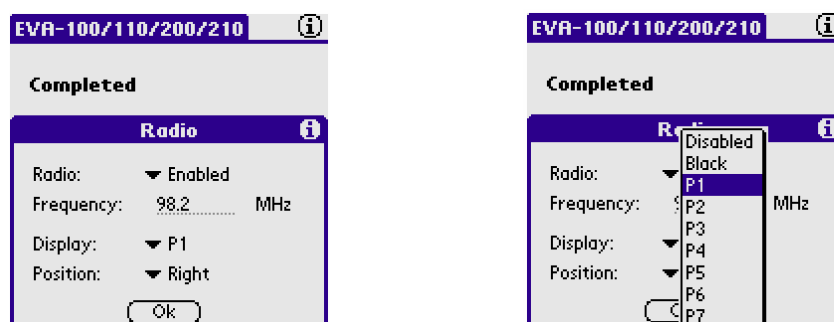 EVA-100/110/200/210
Completed
Radio
Radio: Enabled
Frequency: 98.2 MHz
Display: P1
Position: Right
Ok
EVA-100/110/200/210
Completed
Disabled
Radio: Black
P1
Frequency: P2 MHz
P3
Display: P4
Position: P5
P6
P7